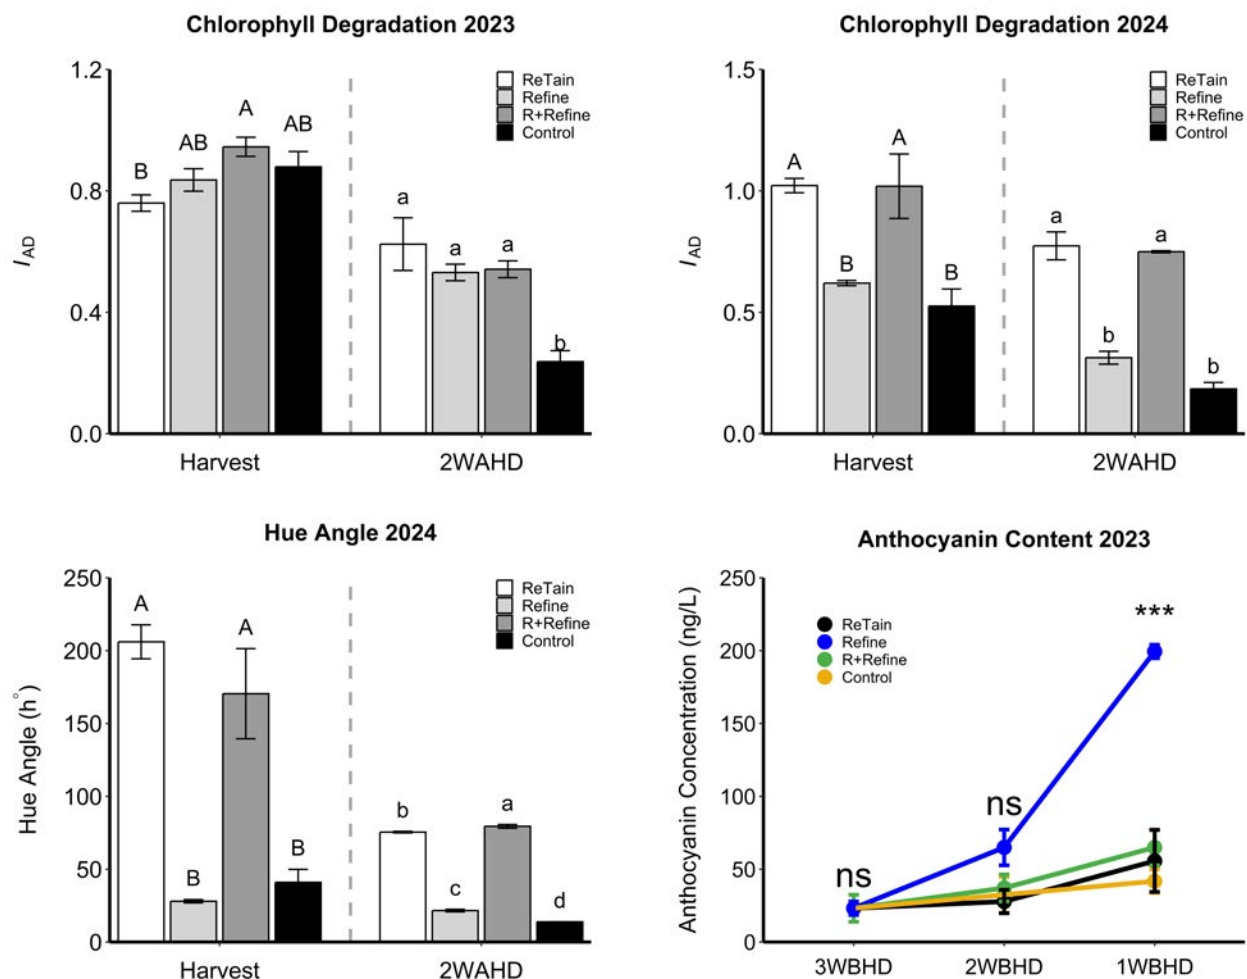 Chlorophyll Degradation 2023
1.2
0.8
0.4
0.0
I_AD
B
AB
A
AB
a
a
a
b
ReTain
Refine
R+Refine
Control
Harvest
2WAHD
Chlorophyll Degradation 2024
1.5
1.0
0.5
0.0
I_AD
A
B
A
B
a
b
a
b
ReTain
Refine
R+Refine
Control
Harvest
2WAHD
Hue Angle 2024
250
200
150
100
50
0
Hue Angle (h°)
A
B
A
B
b
c
a
d
ReTain
Refine
R+Refine
Control
Harvest
2WAHD
Anthocyanin Content 2023
250
200
150
100
50
0
Anthocyanin Concentration (ng/L)
ReTain
Refine
R+Refine
Control
ns
ns
***
3WBHD
2WBHD
1WBHD